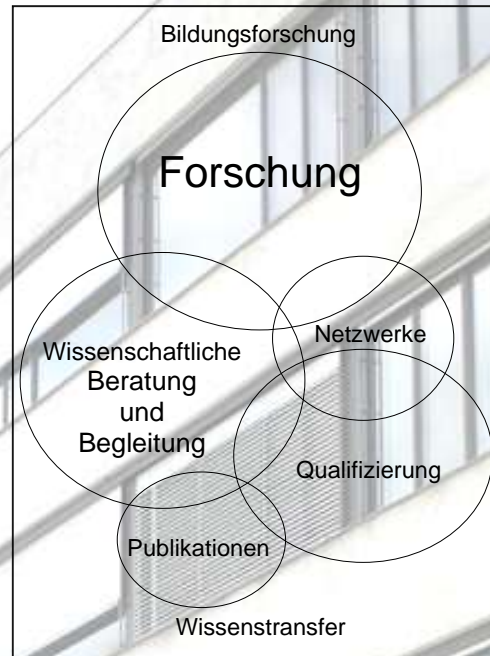 Bildungsforschung
Forschung
Netzwerke
Wissenschaftliche
Beratung
und
Begleitung
Qualifizierung
Publikationen
Wissenstransfer